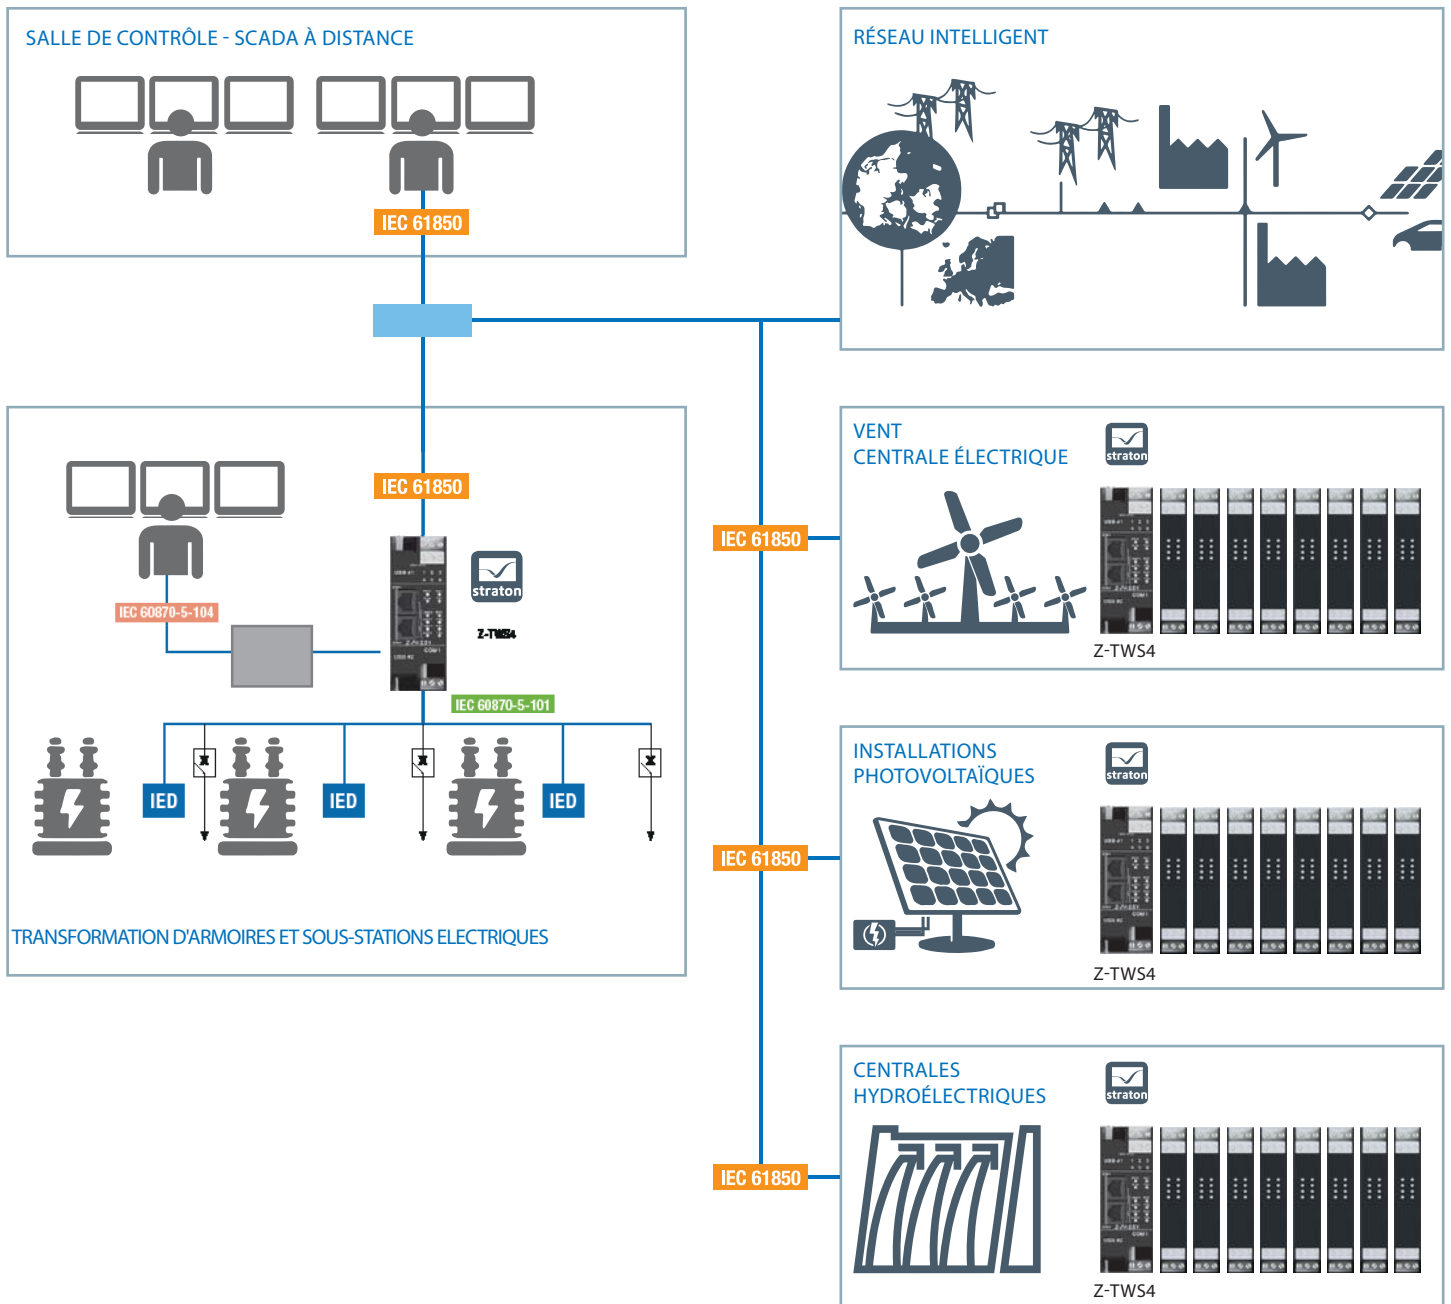 SALLE DE CONTRÔLE - SCADA À DISTANCE
IEC 61850
RÉSEAU INTELLIGENT
IEC 61850
straton
Z-TWS4
IEC 60870-5-104
IEC 60870-5-101
IED
IED
IED
TRANSFORMATION D'ARMOIRES ET SOUS-STATIONS ELECTRIQUES
VENT
CENTRALE ÉLECTRIQUE
straton
IEC 61850
Z-TWS4
INSTALLATIONS
PHOTOVOLTAÏQUES
straton
IEC 61850
Z-TWS4
CENTRALES
HYDROÉLECTRIQUES
straton
IEC 61850
Z-TWS4